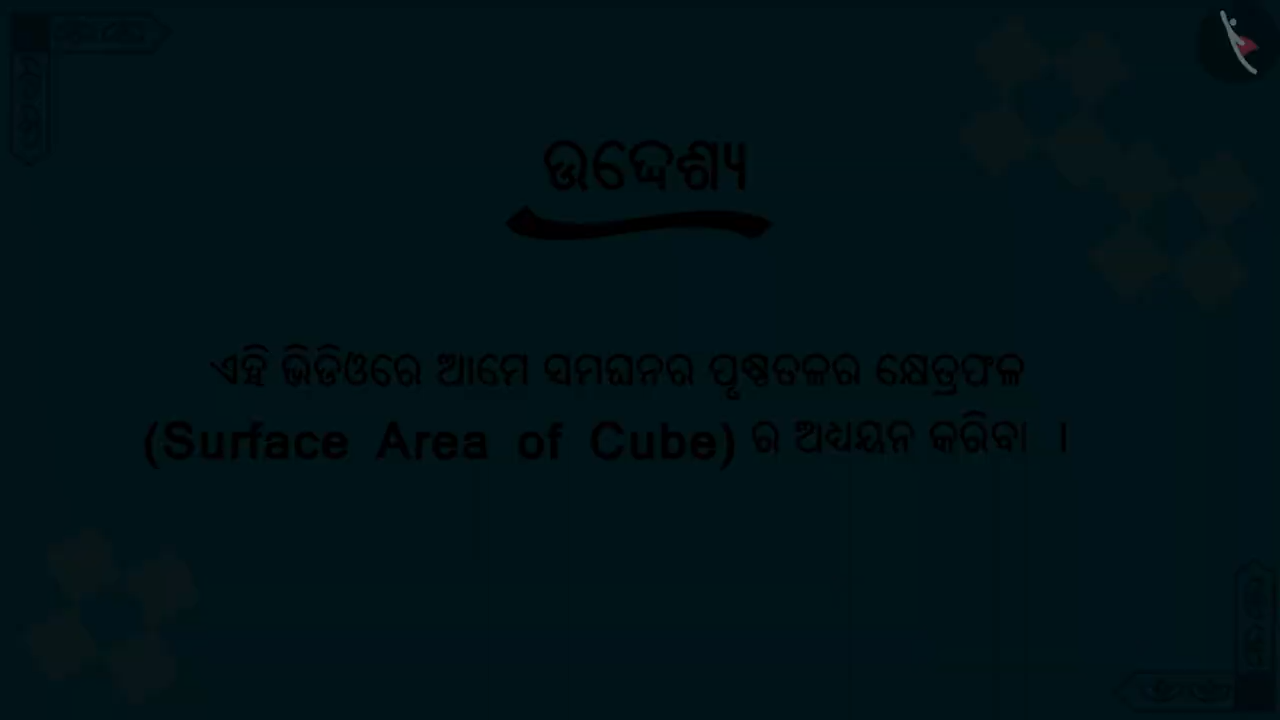 ଉଦ୍ଦେଶ୍ୟ
ଏହି ଭିଡିଓରେ ଆମେ ସମଘନର ପୃଷ୍ଠତଳର କ୍ଷେତ୍ରଫଳ
(Surface Area of Cube) ର ଅଧ୍ୟୟନ କରିବା ।